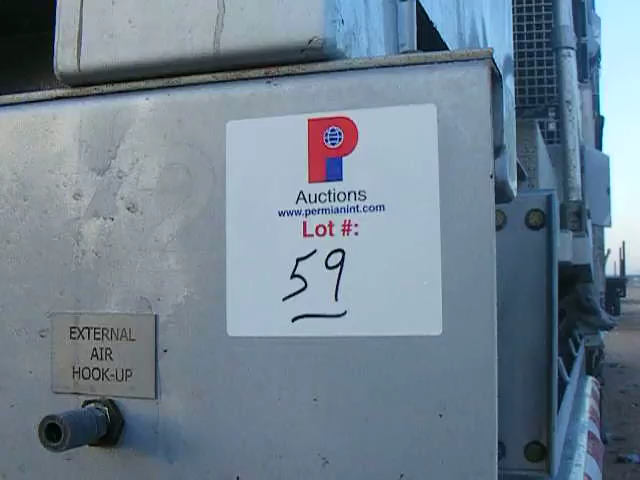 P
Auctions
www.permianint.com
Lot #:
59
EXTERNAL
AIR
HOOK-UP